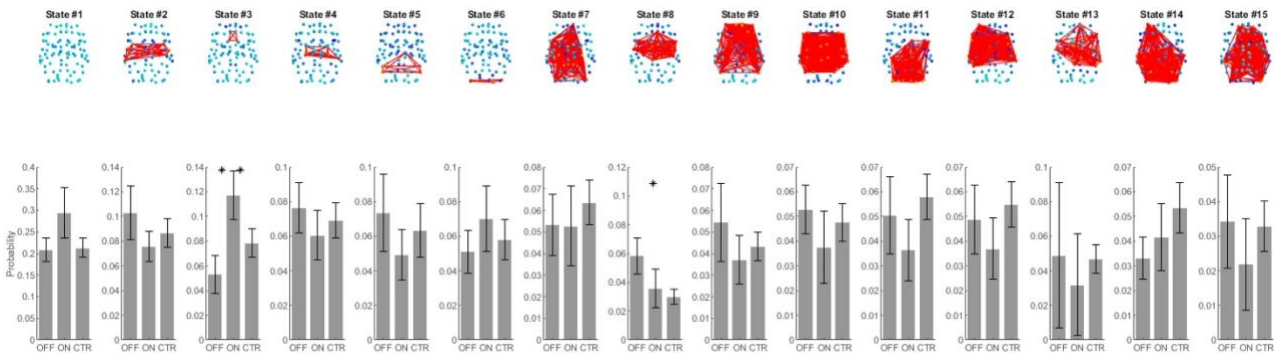 State #1 State #2 State #3 State #4 State #5 State #6 State #7 State #8 State #9 State #10 State #11 State #12 State #13 State #14 State #15
0.4 0.14 0.14 0.1 0.1 0.1 0.08 0.12 0.08 0.07 0.07 0.07 0.1 0.07 0.05
0.35 0.12 0.12 0.08 0.08 0.08 0.07 0.1 0.07 0.06 0.06 0.06 0.08 0.06 0.04
0.3 0.1 0.1 0.06 0.06 0.06 0.06 0.08 0.06 0.05 0.05 0.05 0.06 0.05 0.03
0.25 0.08 0.08 0.04 0.04 0.04 0.05 0.06 0.05 0.04 0.04 0.04 0.04 0.04 0.02
0.2 0.06 0.06 0.02 0.02 0.02 0.04 0.04 0.04 0.03 0.03 0.03 0.02 0.03 0.01
0.15 0.04 0.04 0 0 0 0.03 0.02 0.03 0.02 0.02 0.02 0 0.02 0
0.1 0.02 0.02 0.02 0 0.02 0.01 0.01 0.01 0.01
0.05 0 0 0.01 0.01 0 0 0 0
0 0 0
Probability
OFF ON CTR OFF ON CTR OFF ON CTR OFF ON CTR OFF ON CTR OFF ON CTR OFF ON CTR OFF ON CTR OFF ON CTR OFF ON CTR OFF ON CTR OFF ON CTR OFF ON CTR OFF ON CTR OFF ON CTR